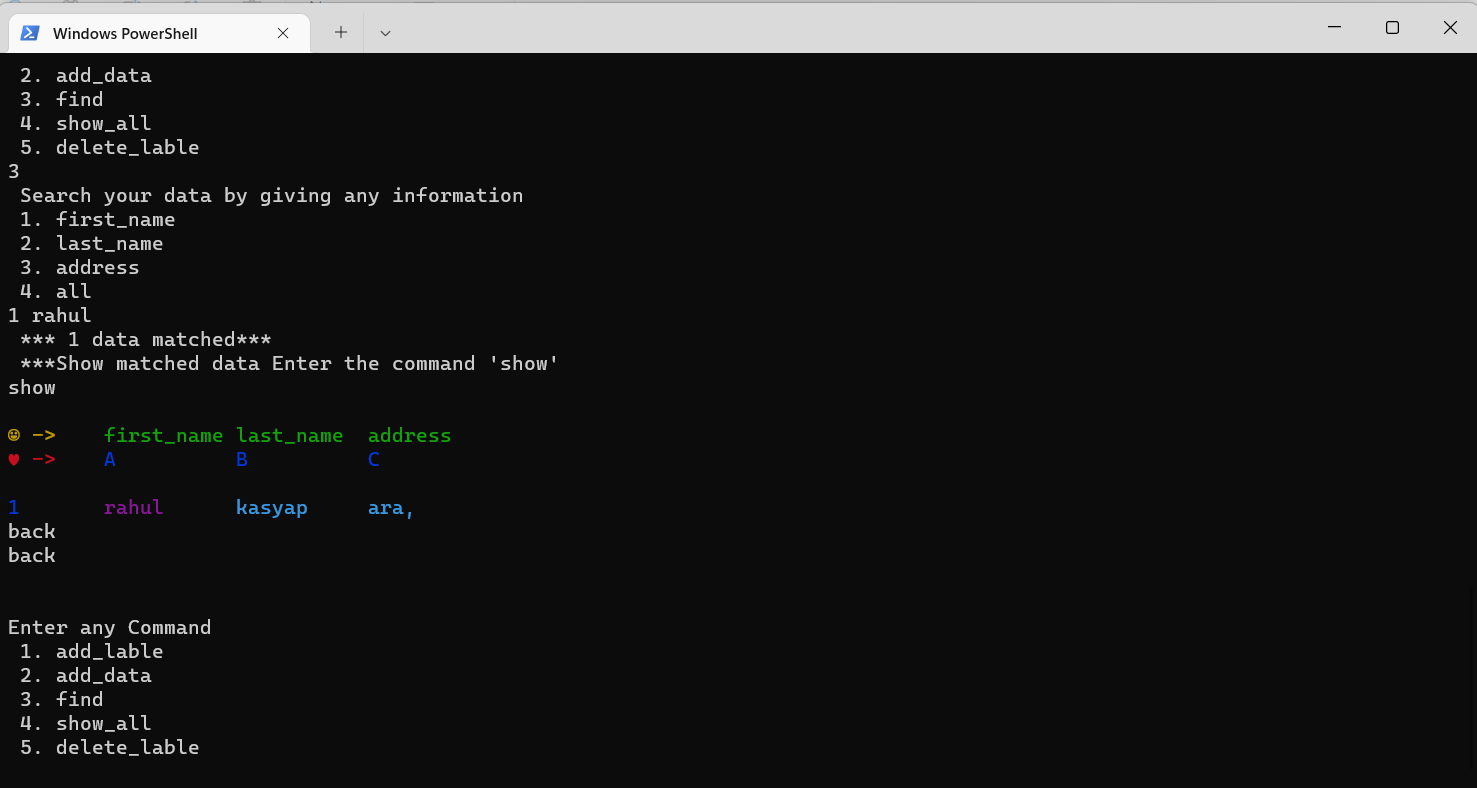 Windows PowerShell
2. add_data
3. find
4. show_all
5. delete_lable
3
Search your data by giving any information
1. first_name
2. last_name
3. address
4. all
1 rahul
*** 1 data matched***
***Show matched data Enter the command 'show'
show
☻ -> first_name last_name address
♥ -> A B C
1 rahul kasyap ara,
back
back
Enter any Command
1. add_lable
2. add_data
3. find
4. show_all
5. delete_lable